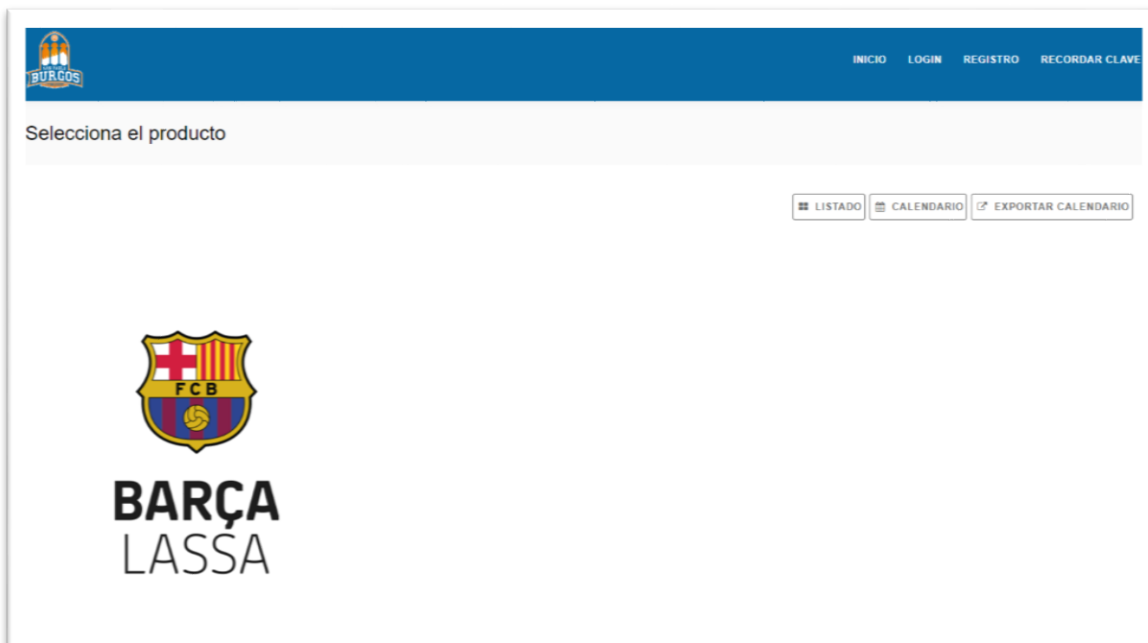 BURGOS
INICIO LOGIN REGISTRO RECORDAR CLAVE
Selecciona el producto
LISTADO CALENDARIO EXPORTAR CALENDARIO
FCB
BARÇA
LASSA